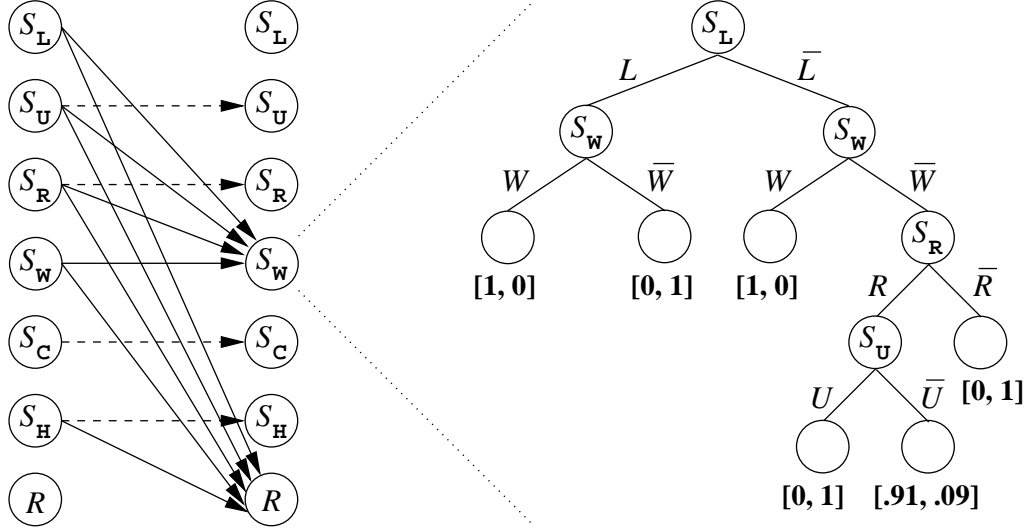 S_L S_L S_L
L L̅
S_U S_U
S_W S_W
S_R S_R
W W̅ W W̅
S_W S_W S_R
[1, 0] [0, 1] [1, 0]
R R̅
S_C S_C S_U
[0, 1]
U U̅
S_H S_H
R R
[0, 1] [.91, .09]